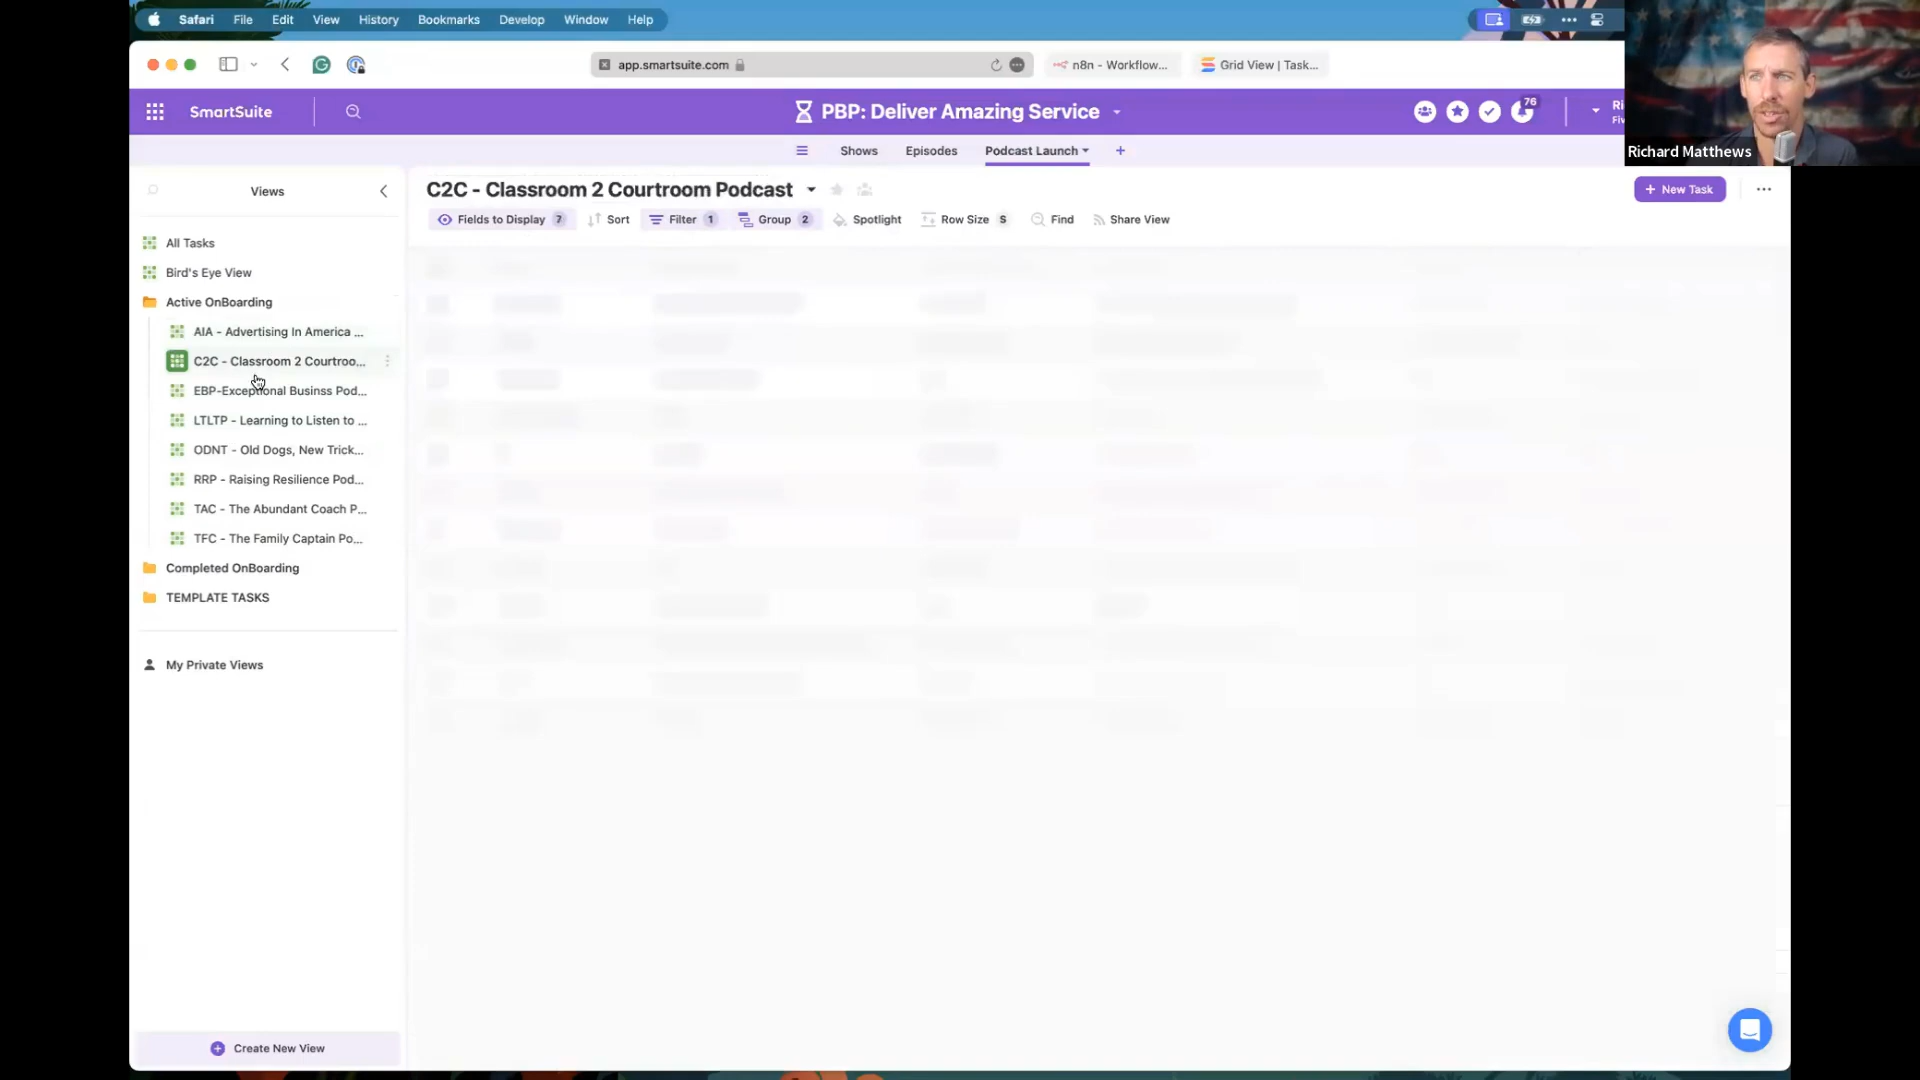 Safari File Edit View History Bookmarks Develop Window Help
app.smartsuite.com
n8n - Workflow...
Grid View | Task...
SmartSuite
PBP: Deliver Amazing Service
76
Ri
Fiv
Richard Matthews
Shows Episodes Podcast Launch
Views
C2C - Classroom 2 Courtroom Podcast
New Task
Fields to Display 7 Sort Filter 1 Group 2 Spotlight Row Size S Find Share View
All Tasks
Bird's Eye View
Active OnBoarding
AIA - Advertising In America ...
C2C - Classroom 2 Courtroo...
EBP-Exceptional Businss Pod...
LTLTP - Learning to Listen to ...
ODNT - Old Dogs, New Trick...
RRP - Raising Resilience Pod...
TAC - The Abundant Coach P...
TFC - The Family Captain Po...
Completed OnBoarding
TEMPLATE TASKS
My Private Views
Create New View